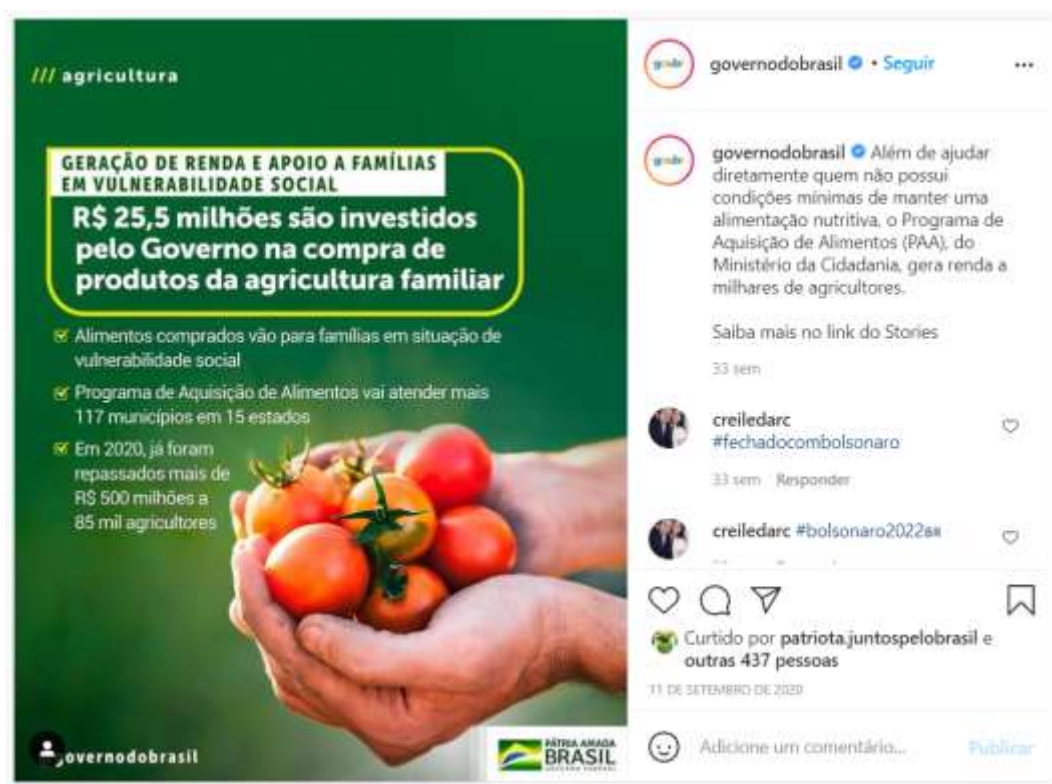 /// agricultura
GERAÇÃO DE RENDA E APOIO A FAMÍLIAS
EM VULNERABILIDADE SOCIAL
R$ 25,5 milhões são investidos
pelo Governo na compra de
produtos da agricultura familiar
Alimentos comprados vão para famílias em situação de
vulnerabilidade social
Programa de Aquisição de Alimentos vai atender mais
117 municípios em 15 estados
Em 2020, já foram
repassados mais de
R$ 500 milhões a
85 mil agricultores
governodobrasil
PÁTRIA AMADA
BRASIL
GOVERNO FEDERAL
govbr
governodobrasil • Seguir
...
govbr
governodobrasil Além de ajudar
diretamente quem não possui
condições mínimas de manter uma
alimentação nutritiva, o Programa de
Aquisição de Alimentos (PAA), do
Ministério da Cidadania, gera renda a
milhares de agricultores.
Saiba mais no link do Stories
33 sem
creiledarc
#fechadocombolsonaro
33 sem Responder
creiledarc #bolsonaro2022
Curtido por patriota.juntospelobrasil e
outras 437 pessoas
11 DE SETEMBRO DE 2020
Adicione um comentário... Publicar